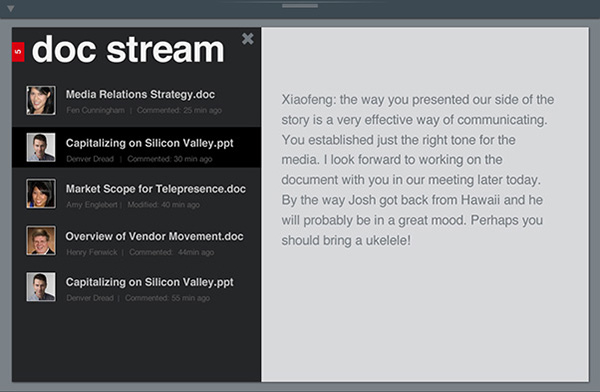 5
doc stream
Media Relations Strategy.doc
Fen Cunningham | Commented: 25 min ago
Capitalizing on Silicon Valley.ppt
Denver Dread | Commented: 30 min ago
Market Scope for Telepresence.doc
Amy Englebert | Modified: 40 min ago
Overview of Vendor Movement.doc
Henry Fenwick | Commented: 44min ago
Capitalizing on Silicon Valley.ppt
Denver Dread | Commented: 55 min ago
Xiaofeng: the way you presented our side of the
story is a very effective way of communicating.
You established just the right tone for the
media. I look forward to working on the
document with you in our meeting later today.
By the way Josh got back from Hawaii and he
will probably be in a great mood. Perhaps you
should bring a ukelele!